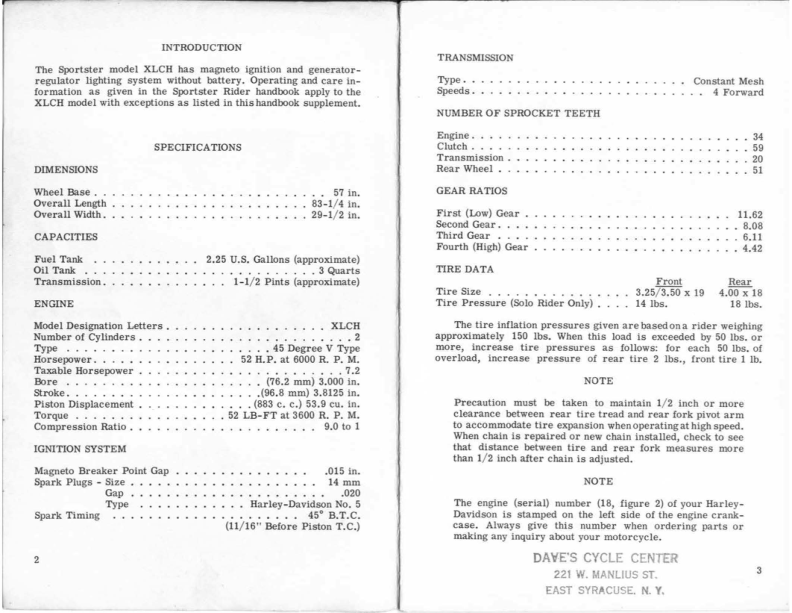 INTRODUCTION
The Sportster model XLCH has magneto ignition and generator-
regulator lighting system without battery. Operating and care in-
formation as given in the Sportster Rider handbook apply to the
XLCH model with exceptions as listed in this handbook supplement.
SPECIFICATIONS
DIMENSIONS
Wheel Base . . . . . . . . . . . . . . . . . . . . . . . . . 57 in.
Overall Length . . . . . . . . . . . . . . . . . . . . . . 83-1/4 in.
Overall Width. . . . . . . . . . . . . . . . . . . . . . . 29-1/2 in.
CAPACITIES
Fuel Tank . . . . . . . . . . . . 2.25 U.S. Gallons (approximate)
Oil Tank . . . . . . . . . . . . . . . . . . . . . . . . . . 3 Quarts
Transmission. . . . . . . . . . . . . . 1-1/2 Pints (approximate)
ENGINE
Model Designation Letters . . . . . . . . . . . . . . . . . . XLCH
Number of Cylinders . . . . . . . . . . . . . . . . . . . . . . . . 2
Type . . . . . . . . . . . . . . . . . . . . . . . 45 Degree V Type
Horsepower. . . . . . . . . . . . . . . . 52 H.P. at 6000 R. P. M.
Taxable Horsepower . . . . . . . . . . . . . . . . . . . . . . . 7.2
Bore . . . . . . . . . . . . . . . . . . . . . . (76.2 mm) 3.000 in.
Stroke. . . . . . . . . . . . . . . . . . . . . .(96.8 mm) 3.8125 in.
Piston Displacement . . . . . . . . . . . . . (883 c. c.) 53.9 cu. in.
Torque . . . . . . . . . . . . . . . . . 52 LB-FT at 3600 R. P. M.
Compression Ratio . . . . . . . . . . . . . . . . . . . . . 9.0 to 1
IGNITION SYSTEM
Magneto Breaker Point Gap . . . . . . . . . . . . . . . .015 in.
Spark Plugs - Size . . . . . . . . . . . . . . . . . . . . . 14 mm
Gap . . . . . . . . . . . . . . . . . . . . . . .020
Type . . . . . . . . . . . . Harley-Davidson No. 5
Spark Timing . . . . . . . . . . . . . . . . . . . . . 45° B.T.C.
(11/16" Before Piston T.C.)
2
TRANSMISSION
Type. . . . . . . . . . . . . . . . . . . . . . . . . Constant Mesh
Speeds. . . . . . . . . . . . . . . . . . . . . . . . . . 4 Forward
NUMBER OF SPROCKET TEETH
Engine. . . . . . . . . . . . . . . . . . . . . . . . . . . . . . 34
Clutch . . . . . . . . . . . . . . . . . . . . . . . . . . . . . . 59
Transmission . . . . . . . . . . . . . . . . . . . . . . . . . . 20
Rear Wheel . . . . . . . . . . . . . . . . . . . . . . . . . . . 51
GEAR RATIOS
First (Low) Gear . . . . . . . . . . . . . . . . . . . . . . . 11.62
Second Gear. . . . . . . . . . . . . . . . . . . . . . . . . . 8.08
Third Gear . . . . . . . . . . . . . . . . . . . . . . . . . . 6.11
Fourth (High) Gear . . . . . . . . . . . . . . . . . . . . . . 4.42
TIRE DATA
Front Rear
Tire Size . . . . . . . . . . . . . . . . 3.25/3.50 x 19 4.00 x 18
Tire Pressure (Solo Rider Only) . . . . 14 lbs. 18 lbs.
The tire inflation pressures given are based on a rider weighing
approximately 150 lbs. When this load is exceeded by 50 lbs. or
more, increase tire pressures as follows: for each 50 lbs. of
overload, increase pressure of rear tire 2 lbs., front tire 1 lb.
NOTE
Precaution must be taken to maintain 1/2 inch or more
clearance between rear tire tread and rear fork pivot arm
to accommodate tire expansion when operating at high speed.
When chain is repaired or new chain installed, check to see
that distance between tire and rear fork measures more
than 1/2 inch after chain is adjusted.
NOTE
The engine (serial) number (18, figure 2) of your Harley-
Davidson is stamped on the left side of the engine crank-
case. Always give this number when ordering parts or
making any inquiry about your motorcycle.
DAVE'S CYCLE CENTER
221 W. MANLIUS ST.
EAST SYRACUSE, N. Y.
3